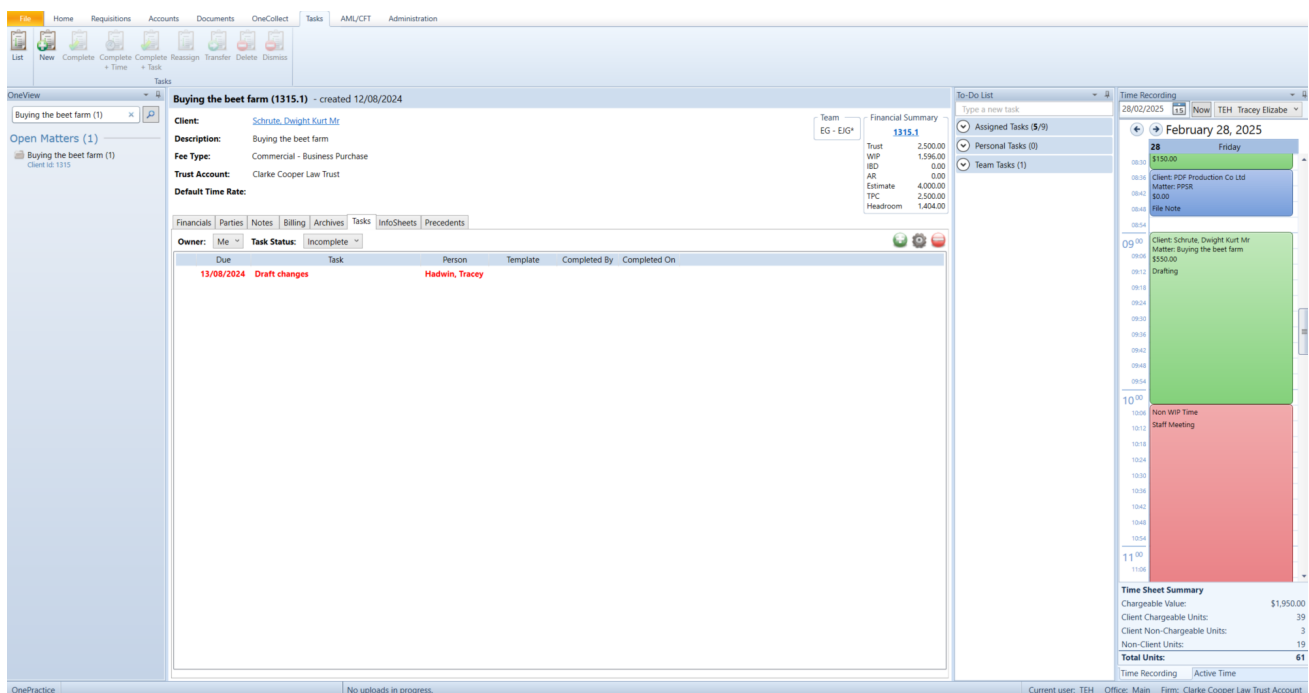 File Home Requisitions Accounts Documents OneCollect Tasks AML/CFT Administration
List New Complete Complete + Time Complete + Task Reassign Transfer Delete Dismiss
Tasks
OneView
Buying the beet farm (1)
Open Matters (1)
Buying the beet farm (1)
Client Id: 1315
Buying the beet farm (1315.1) - created 12/08/2024
Client: Schrute, Dwight Kurt Mr
Description: Buying the beet farm
Fee Type: Commercial - Business Purchase
Trust Account: Clarke Cooper Law Trust
Default Time Rate:
Team
EG - EJG*
Financial Summary
1315.1
Trust 2,500.00
WIP 1,596.00
IBD 0.00
AR 0.00
Estimate 4,000.00
TPC 2,500.00
Headroom 1,404.00
Financials Parties Notes Billing Archives Tasks InfoSheets Precedents
Owner: Me Task Status: Incomplete
Due Task Person Template Completed By Completed On
13/08/2024 Draft changes Hadwin, Tracey
To-Do List
Type a new task
Assigned Tasks (5/9)
Personal Tasks (0)
Team Tasks (1)
Time Recording
28/02/2025 15 Now TEH Tracey Elizabe
February 28, 2025
28 Friday
08:30 $150.00
08:36 Client: PDF Production Co Ltd
Matter: PPSR
08:42 $0.00
08:48 File Note
08:54
09 00 Client: Schrute, Dwight Kurt Mr
Matter: Buying the beet farm
09:06 $550.00
09:12 Drafting
09:18
09:24
09:30
09:36
09:42
09:48
09:54
10 00
10:06 Non WIP Time
10:12 Staff Meeting
10:18
10:24
10:30
10:36
10:42
10:48
10:54
11 00
11:06
Time Sheet Summary
Chargeable Value: $1,950.00
Client Chargeable Units: 39
Client Non-Chargeable Units: 3
Non-Client Units: 19
Total Units: 61
Time Recording Active Time
OnePractice No uploads in progress. Current user: TEH Office: Main Firm: Clarke Cooper Law Trust Account